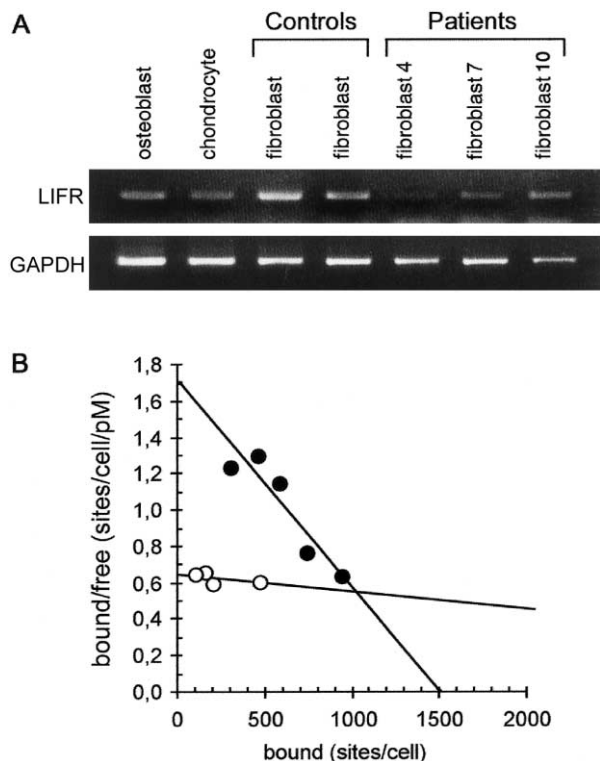 A
Controls
Patients
osteoblast
chondrocyte
fibroblast
fibroblast
fibroblast 4
fibroblast 7
fibroblast 10
LIFR
GAPDH
B
bound/free (sites/cell/pM)
1,8
1,6
1,4
1,2
1,0
0,8
0,6
0,4
0,2
0,0
0
500
1000
1500
2000
bound (sites/cell)